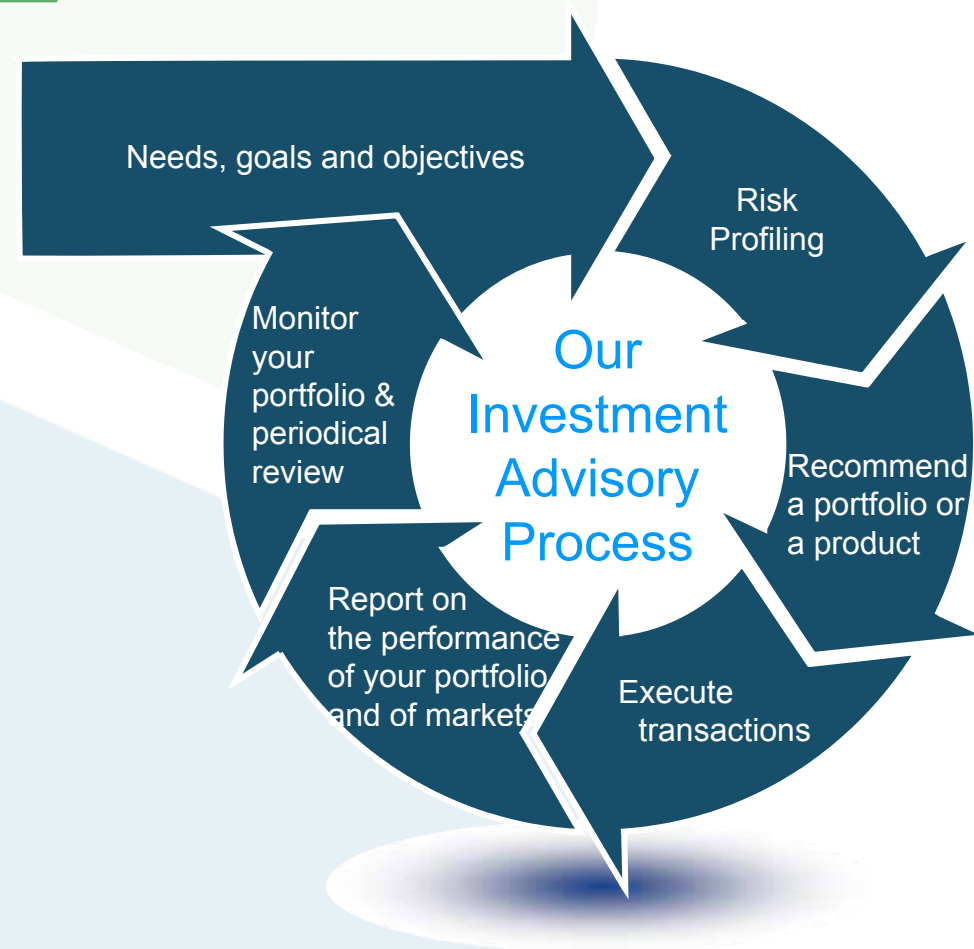 Needs, goals and objectives
Risk
Profiling
Recommend
a portfolio or
a product
Execute
transactions
Report on
the performance
of your portfolio
and of markets
Monitor
your
portfolio &
periodical
review
Our
Investment
Advisory
Process